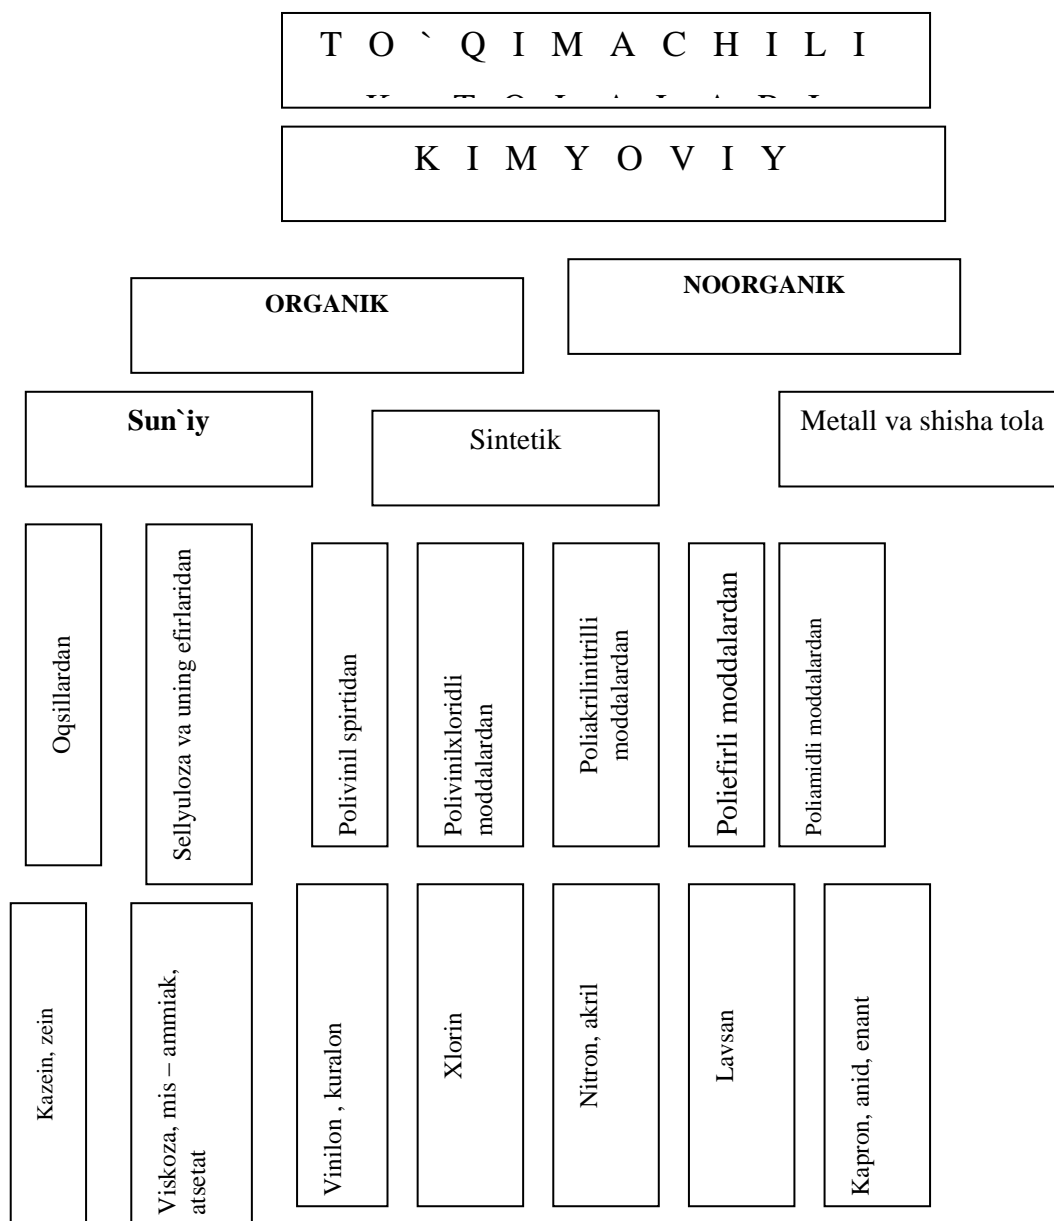 T O ` Q I M A C H I L I
K I M Y O V I Y
ORGANIK
NOORGANIK
Sun`iy
Sintetik
Metall va shisha tola
Oqsillardan
Sellyuloza va uning efirlaridan
Polivinil spirtidan
Polivinilxloridli
moddalardan
Poliakrilinitrilli
moddalardan
Poliefirli moddalardan
Poliamidli moddalardan
Kazein, zein
Viskoza, mis – ammiak,
atsetat
Vinilon , kuralon
Xlorin
Nitron, akril
Lavsan
Kapron, anid, enant